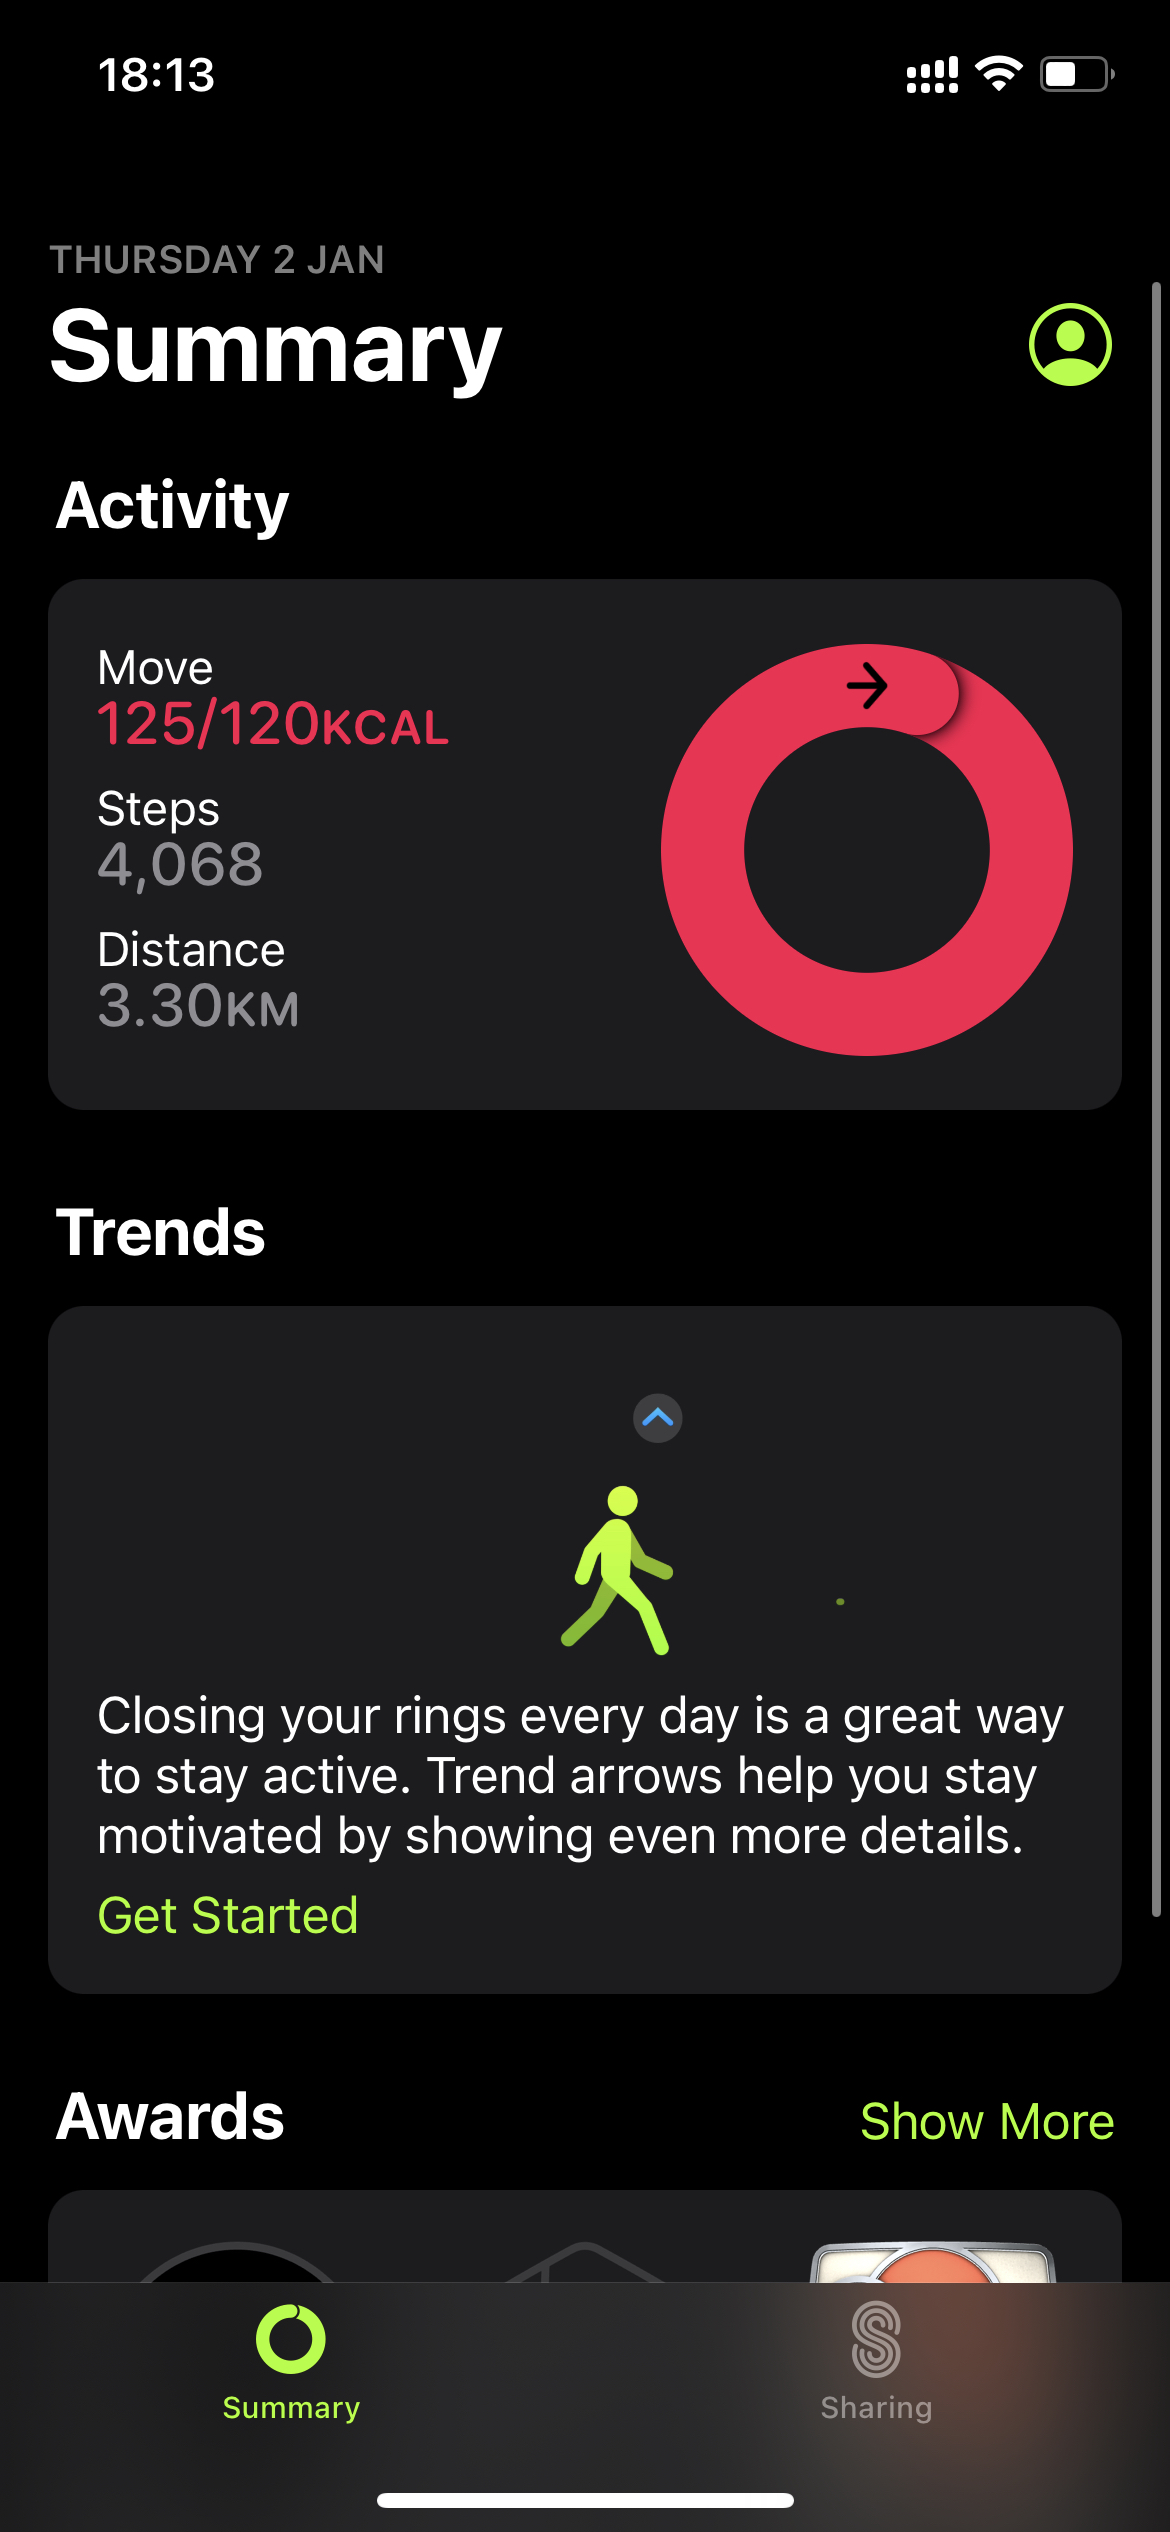 18:13
THURSDAY 2 JAN
Summary
Activity
Move
125/120KCAL
Steps
4,068
Distance
3.30KM
Trends
Closing your rings every day is a great way
to stay active. Trend arrows help you stay
motivated by showing even more details.
Get Started
Awards
Show More
Summary
Sharing